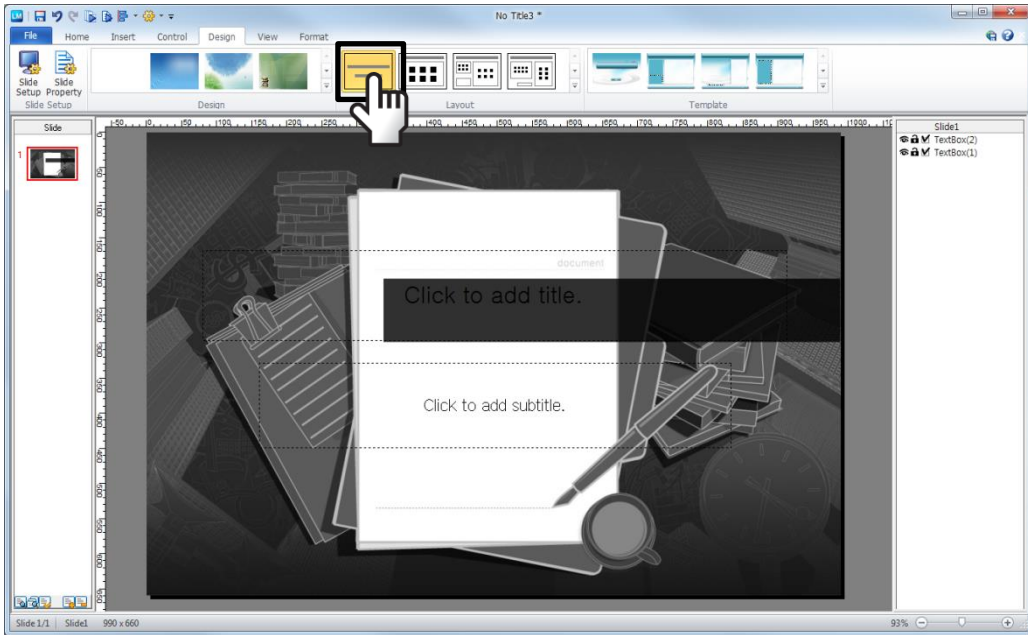 No Title3 *
File Home Insert Control Design View Format
Slide Setup
Slide Property
Slide Setup
Design
Layout
Template
Slide
1
Slide1
TextBox(2)
TextBox(1)
document
Click to add title.
Click to add subtitle.
Slide 1/1 Slide1 990 x 660
93%